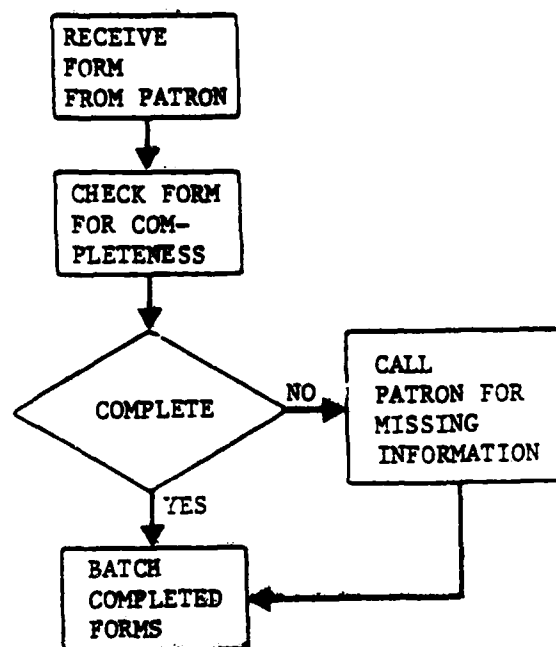 RECEIVE
FORM
FROM PATRON
CHECK FORM
FOR COM-
PLETENESS
COMPLETE
NO
CALL
PATRON FOR
MISSING
INFORMATION
YES
BATCH
COMPLETED
FORMS